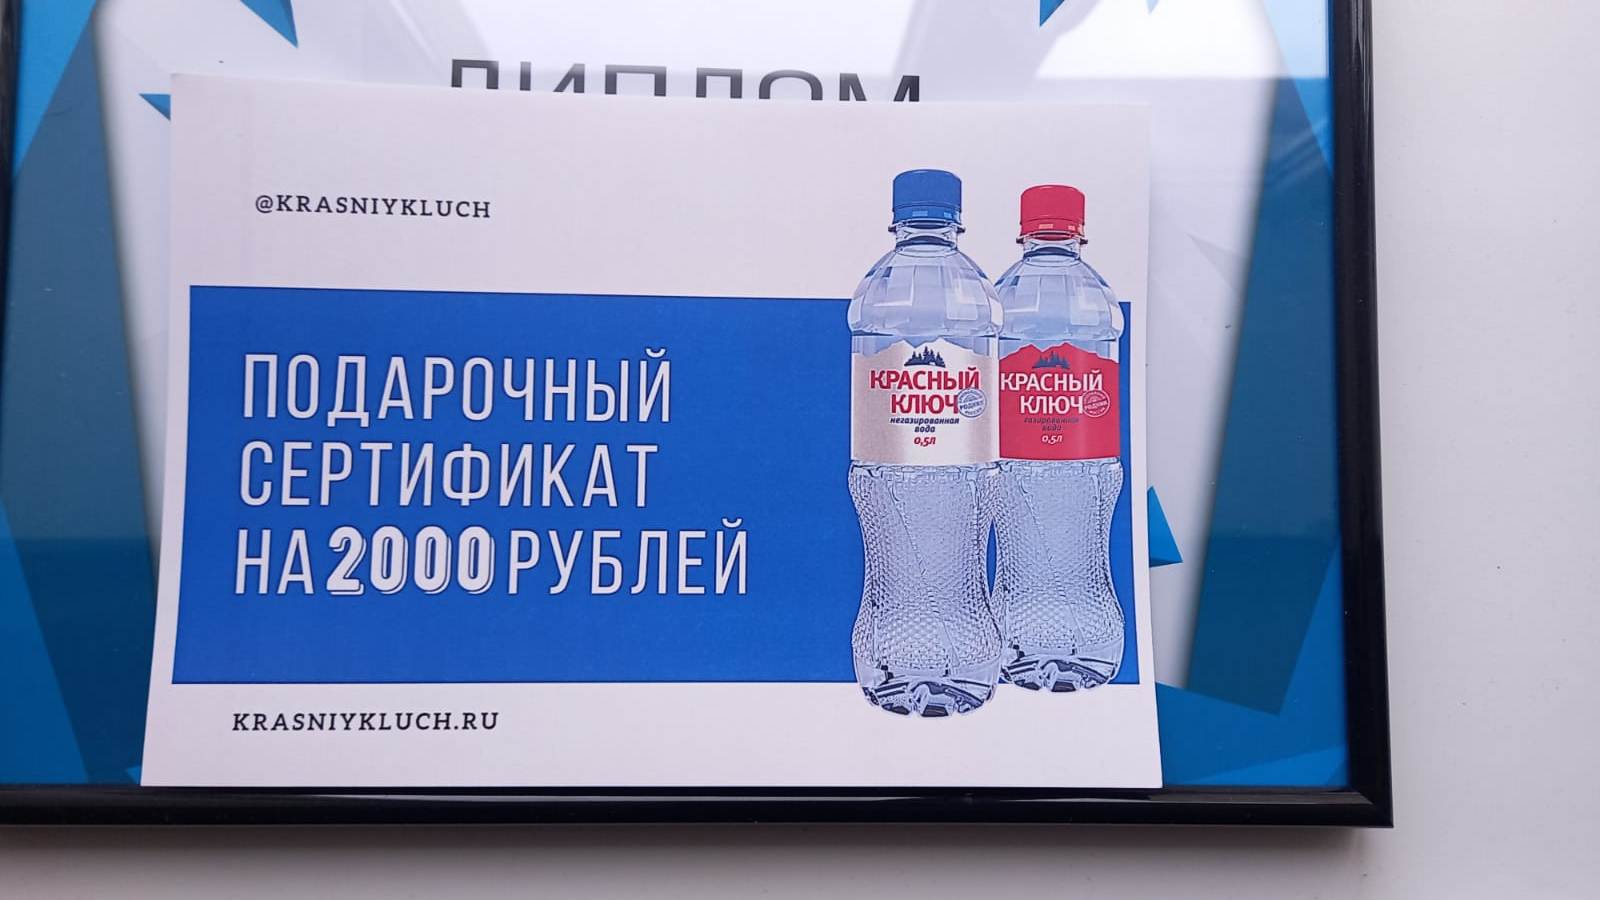 ДИПЛОМ
@KRASNIYKLUCH
ПОДАРОЧНЫЙ
СЕРТИФИКАТ
НА 2000 РУБЛЕЙ
КРАСНЫЙ
КЛЮЧ
негазированная
вода
0,5Л
КРАСНЫЙ
КЛЮЧ
газированная
вода
0,5Л
KRASNIYKLUCH.RU